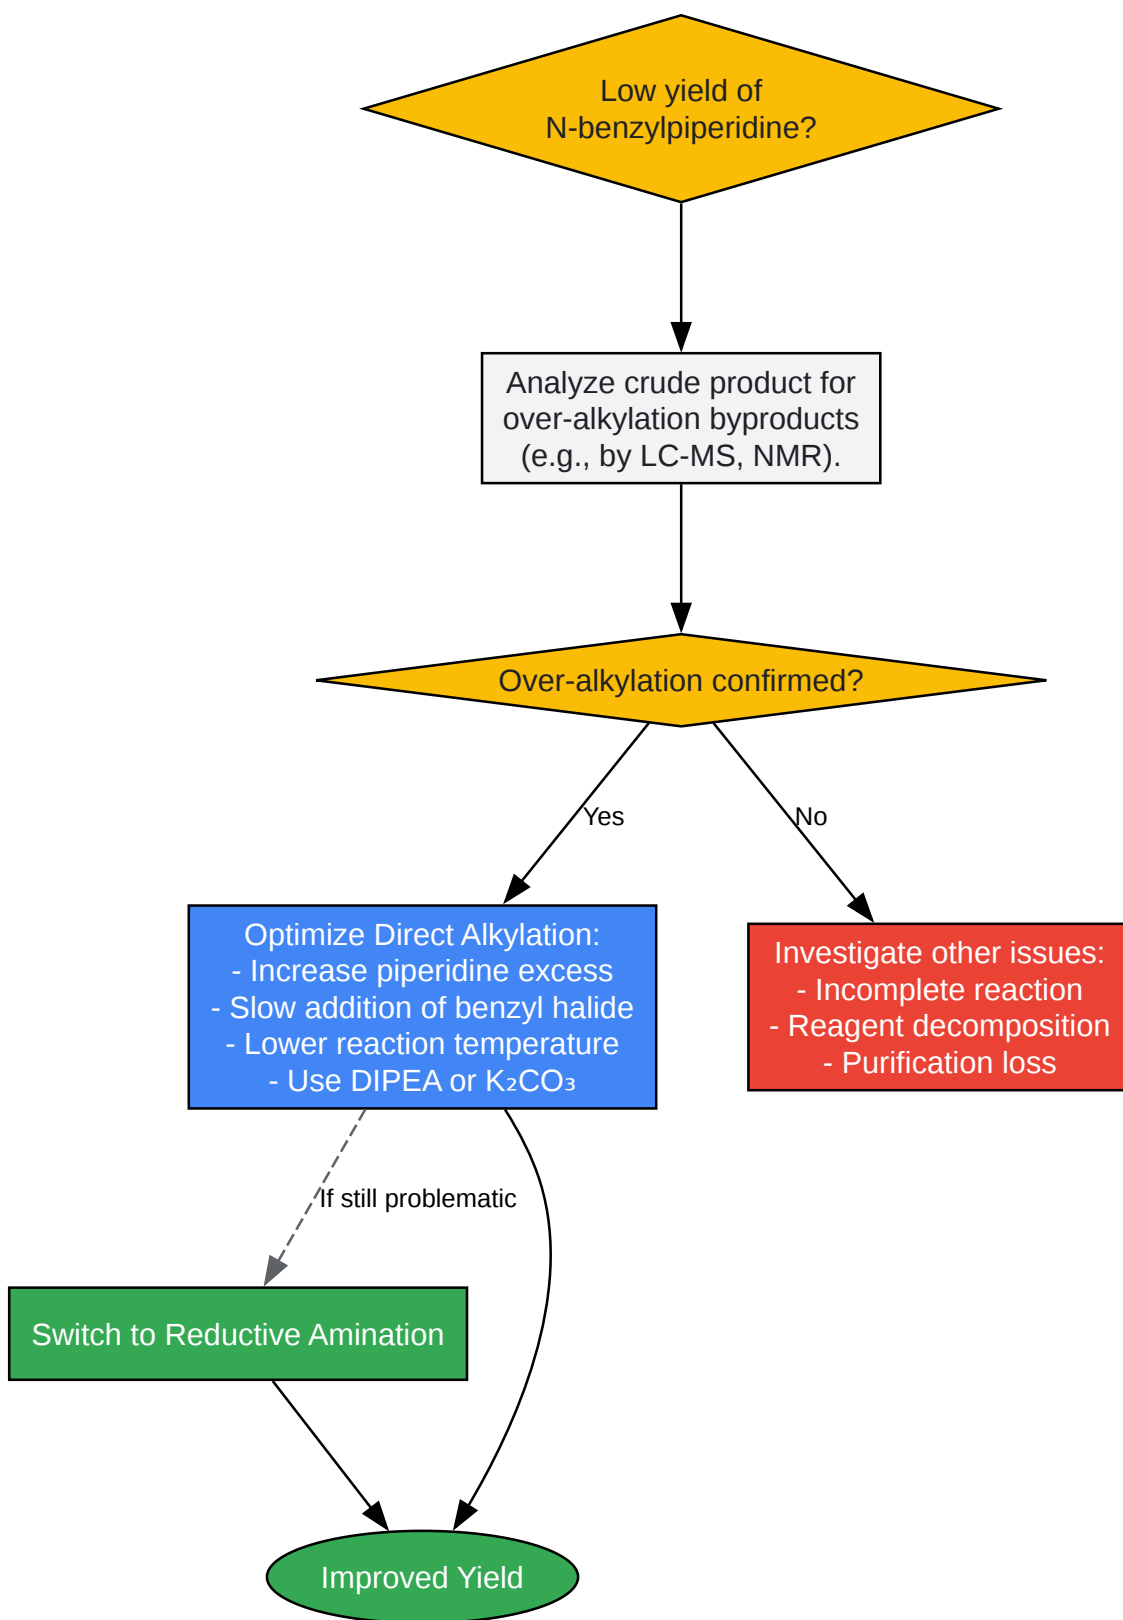 Low yield of
N-benzylpiperidine?
Analyze crude product for
over-alkylation byproducts
(e.g., by LC-MS, NMR).
Over-alkylation confirmed?
Yes
No
Optimize Direct Alkylation:
- Increase piperidine excess
- Slow addition of benzyl halide
- Lower reaction temperature
- Use DIPEA or K₂CO₃
Investigate other issues:
- Incomplete reaction
- Reagent decomposition
- Purification loss
If still problematic
Switch to Reductive Amination
Improved Yield